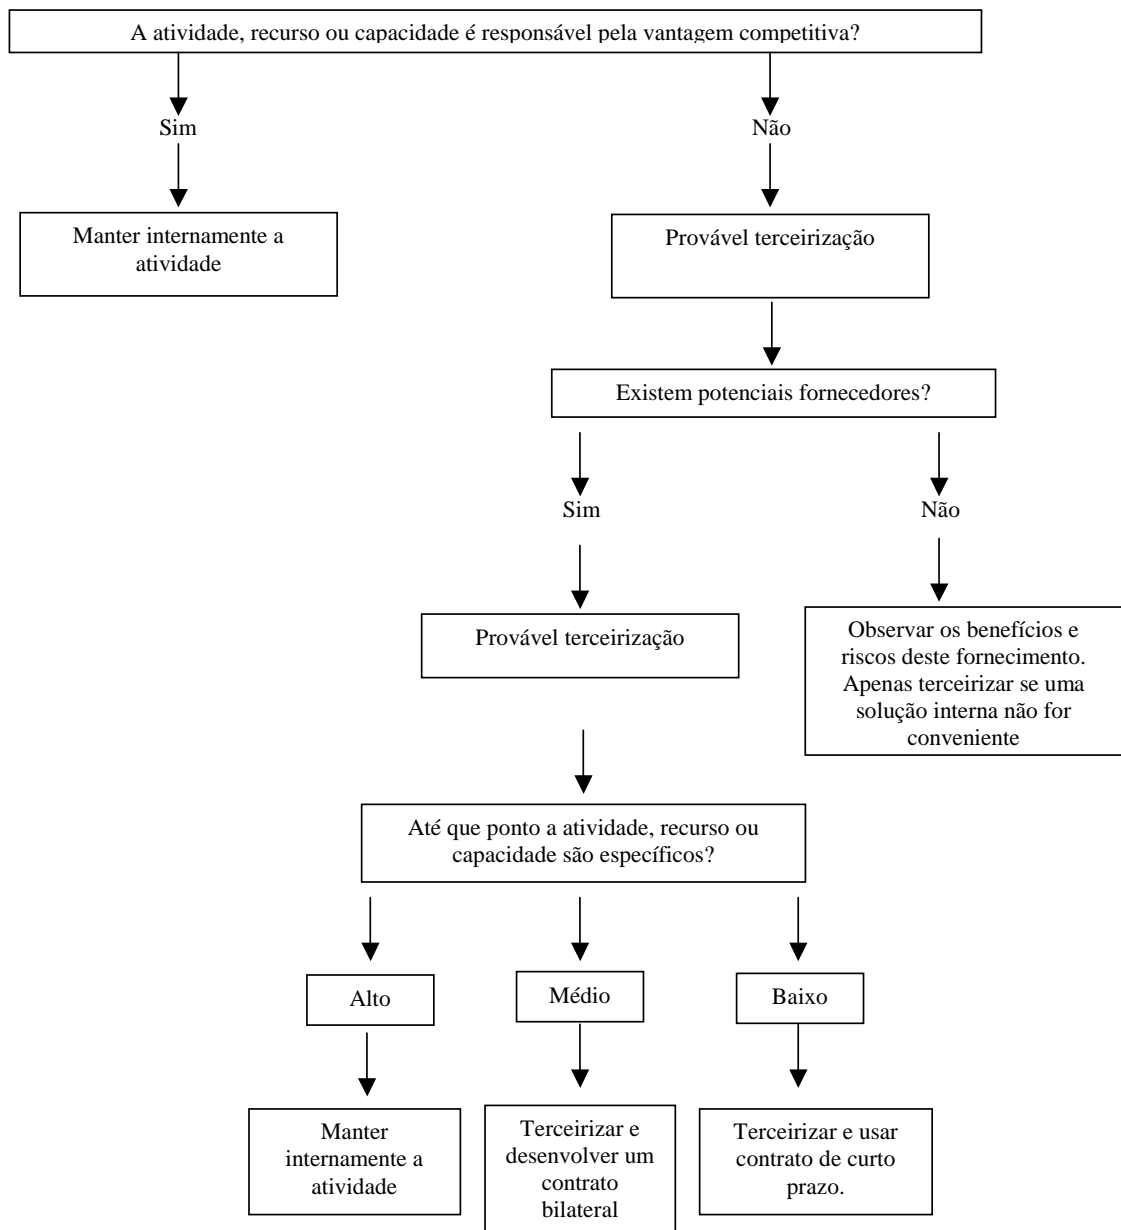 A atividade, recurso ou capacidade é responsável pela vantagem competitiva?
Sim
Não
Manter internamente a
atividade
Provável terceirização
Existem potenciais fornecedores?
Sim
Não
Provável terceirização
Observar os benefícios e
riscos deste fornecimento.
Apenas terceirizar se uma
solução interna não for
conveniente
Até que ponto a atividade, recurso ou
capacidade são específicos?
Alto
Médio
Baixo
Manter
internamente a
atividade
Terceirizar e
desenvolver um
contrato
bilateral
Terceirizar e usar
contrato de curto
prazo.